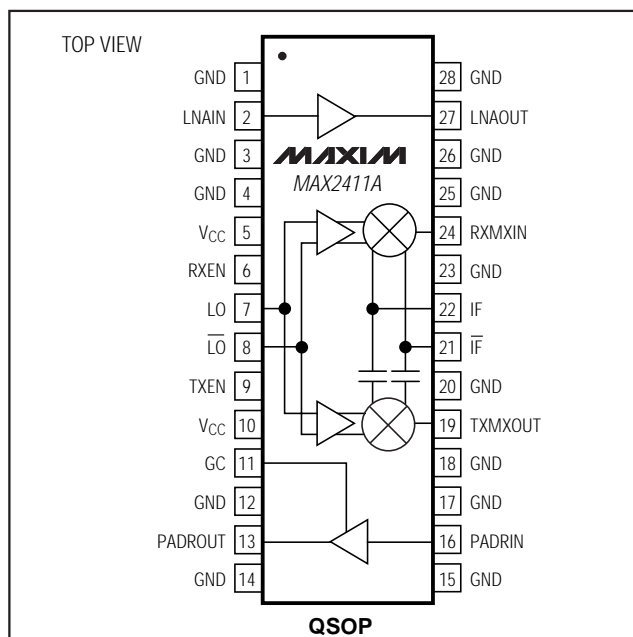 TOP VIEW
GND 1
LNAIN 2
GND 3
GND 4
VCC 5
RXEN 6
LO 7
L̅O̅ 8
TXEN 9
VCC 10
GC 11
GND 12
PADROUT 13
GND 14
MAXIM
MAX2411A
28 GND
27 LNAOUT
26 GND
25 GND
24 RXMXIN
23 GND
22 IF
21 I̅F̅
20 GND
19 TXMXOUT
18 GND
17 GND
16 PADRIN
15 GND
QSOP